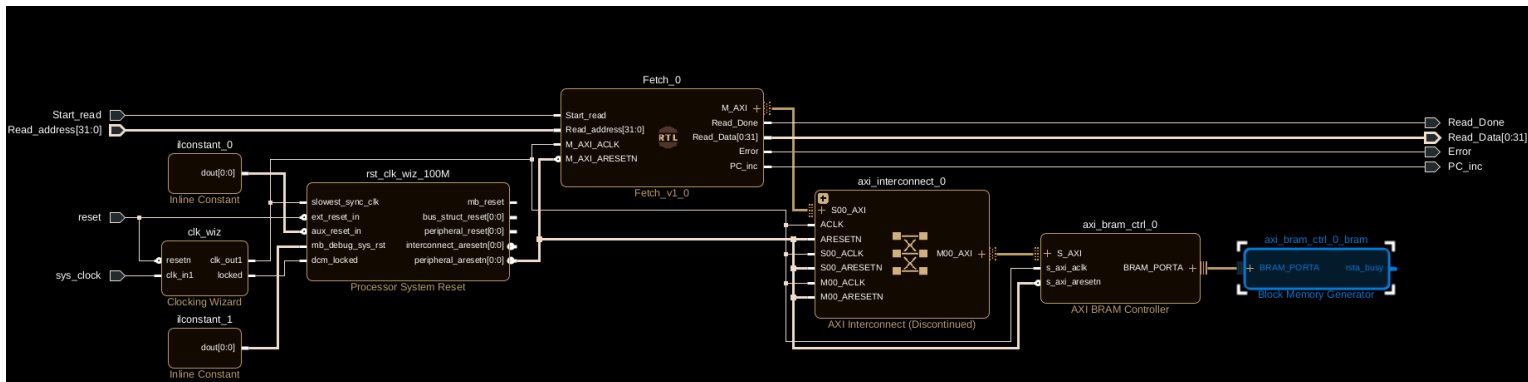 Fetch_0
Start_read
Read_address[31:0]
Start_read
Read_address[31:0]
M_AXI_ACLK
M_AXI_ARESETN
RTL
M_AXI
Read_Done
Read_Data[0:31]
Error
PC_inc
Fetch_v1_0
Read_Done
Read_Data[0:31]
Error
PC_inc
ilconstant_0
dout[0:0]
Inline Constant
rst_clk_wiz_100M
slowest_sync_clk
ext_reset_in
aux_reset_in
mb_debug_sys_rst
dcm_locked
mb_reset
bus_struct_reset[0:0]
peripheral_reset[0:0]
interconnect_aresetn[0:0]
peripheral_aresetn[0:0]
Processor System Reset
reset
sys_clock
clk_wiz
resetn
clk_in1
clk_out1
locked
Clocking Wizard
ilconstant_1
dout[0:0]
Inline Constant
axi_interconnect_0
S00_AXI
ACLK
ARESETN
S00_ACLK
S00_ARESETN
M00_ACLK
M00_ARESETN
M00_AXI
AXI Interconnect (Discontinued)
axi_bram_ctrl_0
S_AXI
s_axi_aclk
s_axi_aresetn
BRAM_PORTA
AXI BRAM Controller
axi_bram_ctrl_0_bram
BRAM_PORTA
rsta_busy
Block Memory Generator